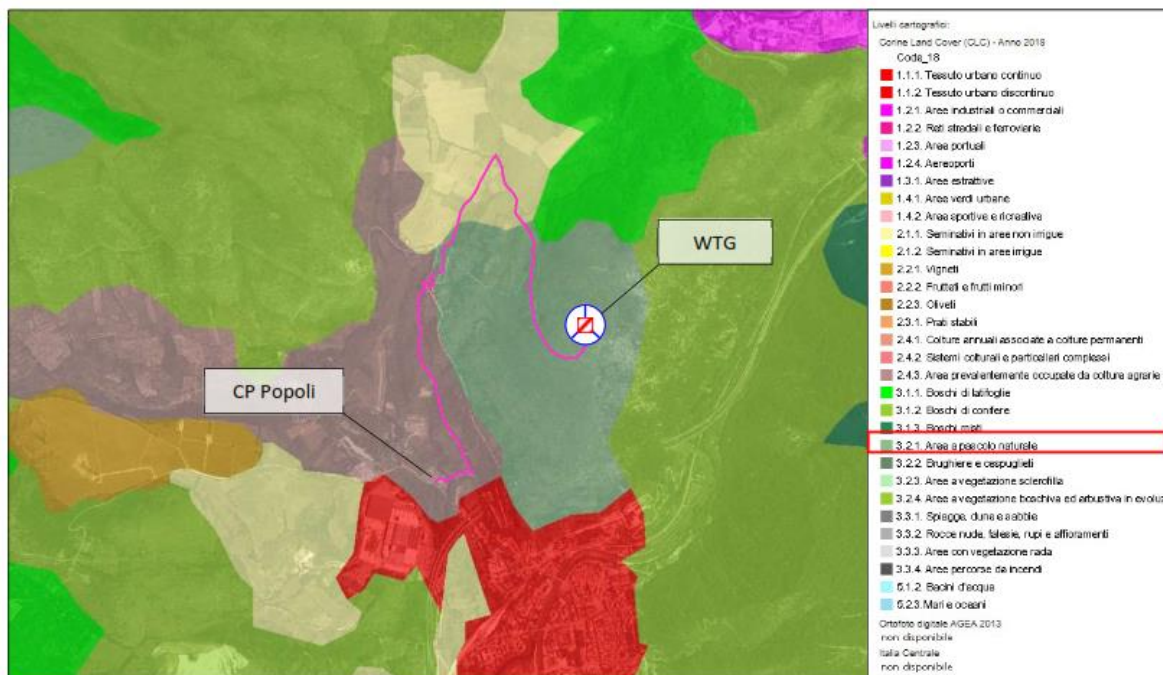 WTG
CP Popoli
Livelli cartografici:
Corine Land Cover (CLC) - Anno 2018
Coda_18
1.1.1. Tessuto urbano continuo
1.1.2. Tessuto urbano discontinuo
1.2.1. Aree industriali o commerciali
1.2.2. Reti stradali e ferroviarie
1.2.3. Aree portuali
1.2.4. Aereoporti
1.3.1. Aree estrattive
1.4.1. Aree verdi urbane
1.4.2. Aree sportive e ricreative
2.1.1. Seminativi in aree non irrigue
2.1.2. Seminativi in aree irrigue
2.2.1. Vigneti
2.2.2. Frutteti e frutti minori
2.2.3. Oliveti
2.3.1. Prati stabili
2.4.1. Colture annuali associate a colture permanenti
2.4.2. Sistemi colturali e particellari complessi
2.4.3. Aree prevalentemente occupate da colture agrarie
3.1.1. Boschi di latifoglie
3.1.2. Boschi di conifere
3.1.3. Boschi misti
3.2.1. Aree a pascolo naturale
3.2.2. Brughiere e cespuglieti
3.2.3. Aree a vegetazione sclerofilla
3.2.4. Aree a vegetazione boschiva ed arbustiva in evoluz
3.3.1. Spiagge, dune e sabbie
3.3.2. Rocce nude, falesie, rupi e affioramenti
3.3.3. Aree con vegetazione rada
3.3.4. Aree percorse da incendi
5.1.2. Bacini d'acqua
5.2.3. Mari e oceani
Ortofoto digitale AGEA 2013
non disponibile
Italia Centrale
non disponibile